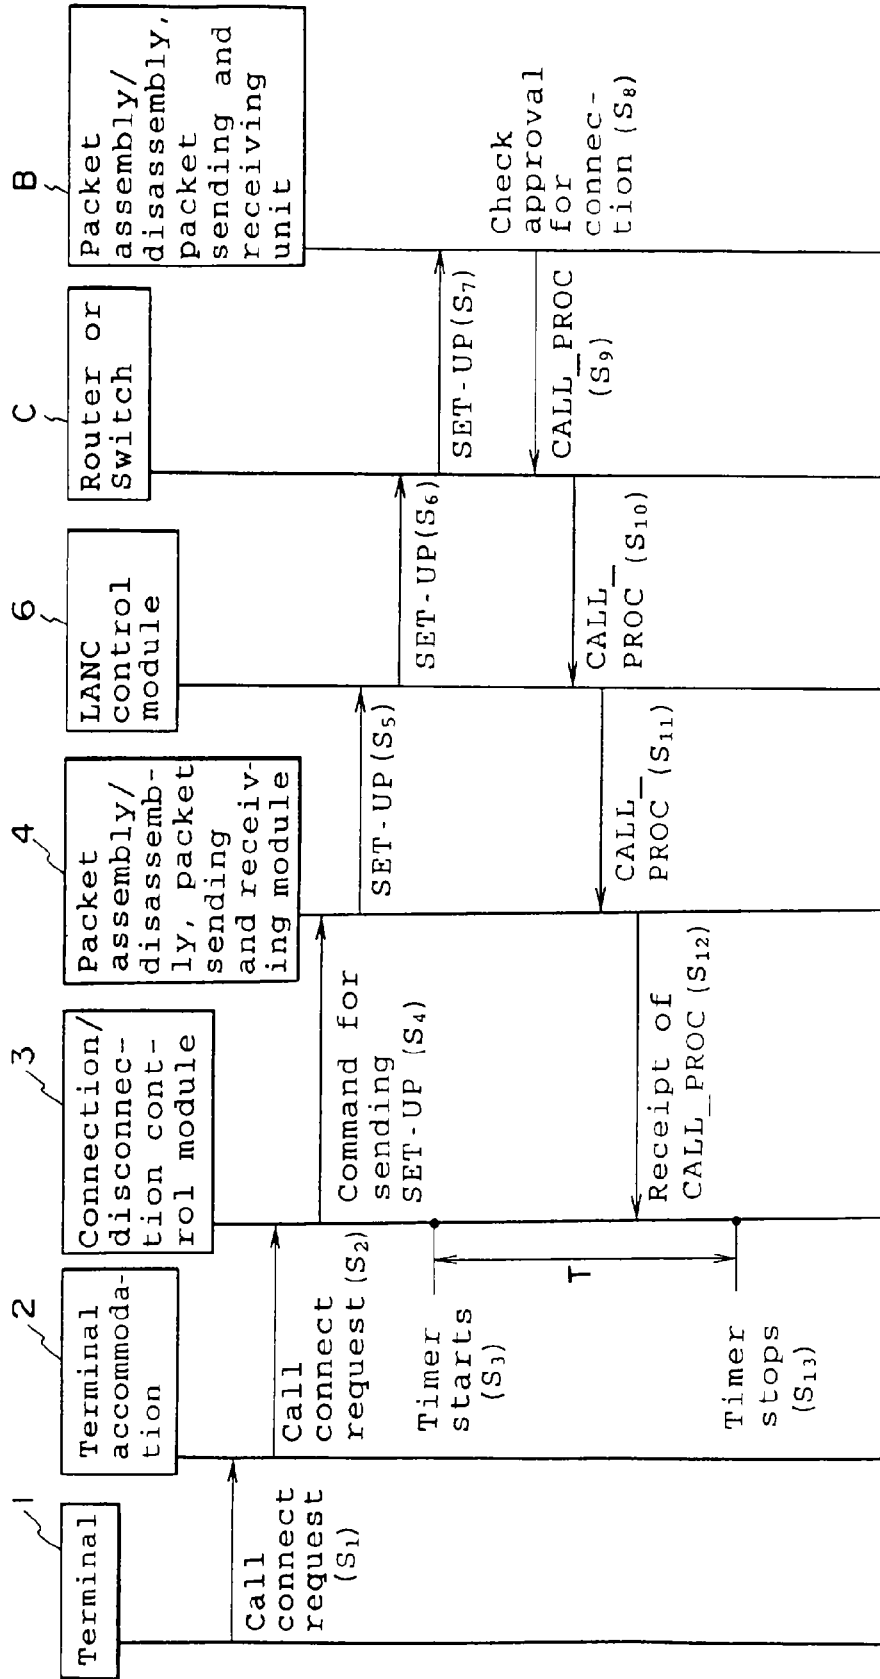 1
Terminal
2
Terminal
accommoda-
tion
3
Connection/
disconnec-
tion cont-
rol module
4
Packet
assembly/
disassemb-
ly, packet
sending
and receiv-
ing module
6
LANC
control
module
C
Router or
Switch
B
Packet
assembly/
disassembly,
packet
sending and
receiving
unit
Call
connect
request
(S1)
Call
connect
request (S2)
Timer
starts
(S3)
Command for
sending
SET-UP (S4)
SET-UP(S5)
SET-UP(S6)
SET-UP(S7)
Check
approval
for
connec-
tion (S8)
CALL_PROC
(S9)
CALL_
PROC (S10)
CALL_
PROC (S11)
Receipt of
CALL_PROC (S12)
T
Timer
stops
(S13)